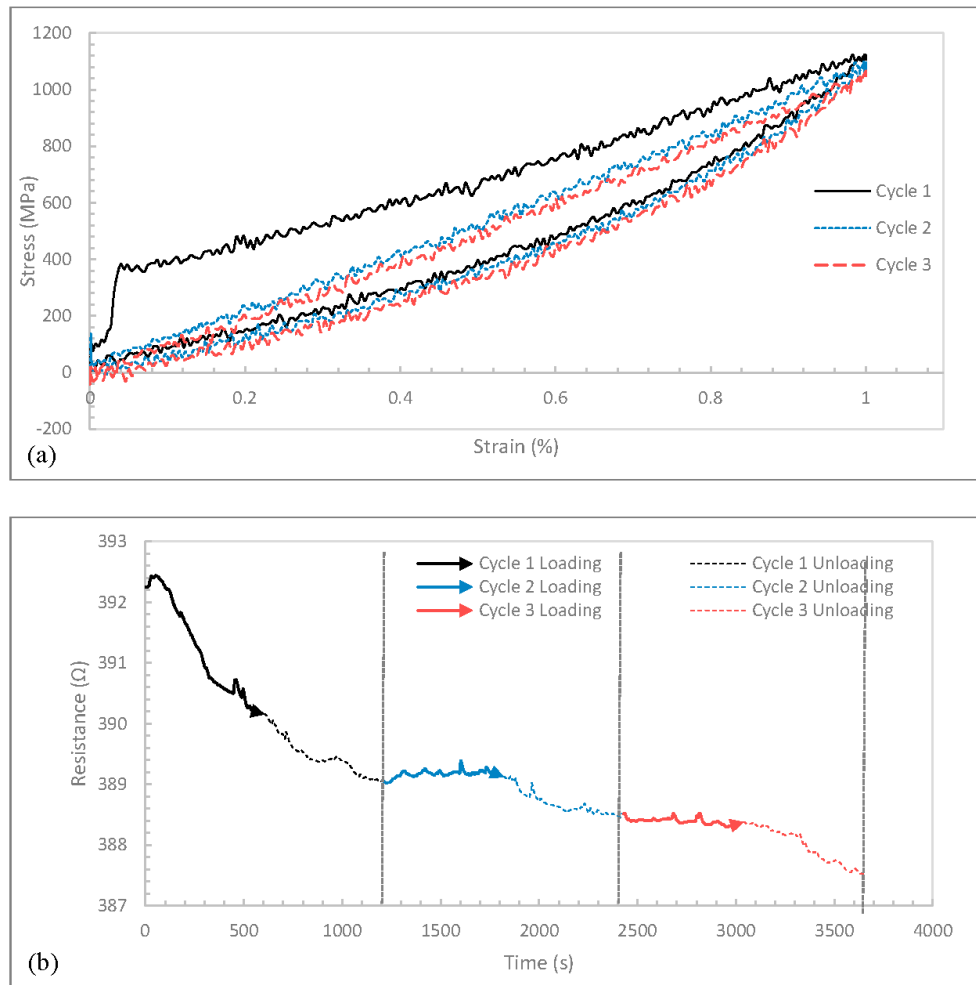 1200
1000
800
600
400
200
0
-200
0
0.2
0.4
0.6
0.8
1
Stress (MPa)
Strain (%)
Cycle 1
Cycle 2
Cycle 3
(a)
393
392
391
390
389
388
387
0
500
1000
1500
2000
2500
3000
3500
4000
Resistance (Ω)
Time (s)
Cycle 1 Loading
Cycle 2 Loading
Cycle 3 Loading
Cycle 1 Unloading
Cycle 2 Unloading
Cycle 3 Unloading
(b)